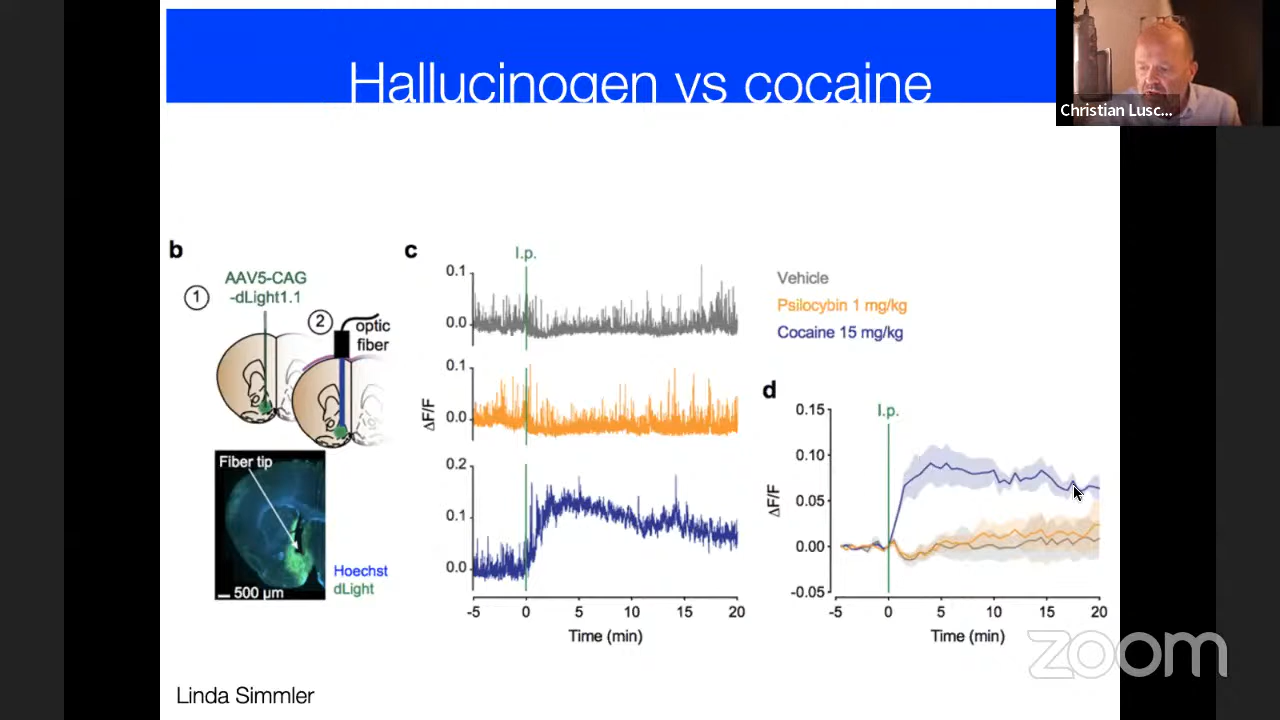 Hallucinogen vs cocaine
Christian Lusc...
b
AAV5-CAG
-dLight1.1
1
2
optic
fiber
Fiber tip
500 μm
Hoechst
dLight
c
I.p.
0.1
0.0
0.1
0.0
0.2
0.1
0.0
ΔF/F
-5 0 5 10 15 20
Time (min)
Vehicle
Psilocybin 1 mg/kg
Cocaine 15 mg/kg
d
I.p.
0.15
0.10
0.05
0.00
-0.05
ΔF/F
-5 0 5 10 15 20
Time (min)
zoom
Linda Simmler